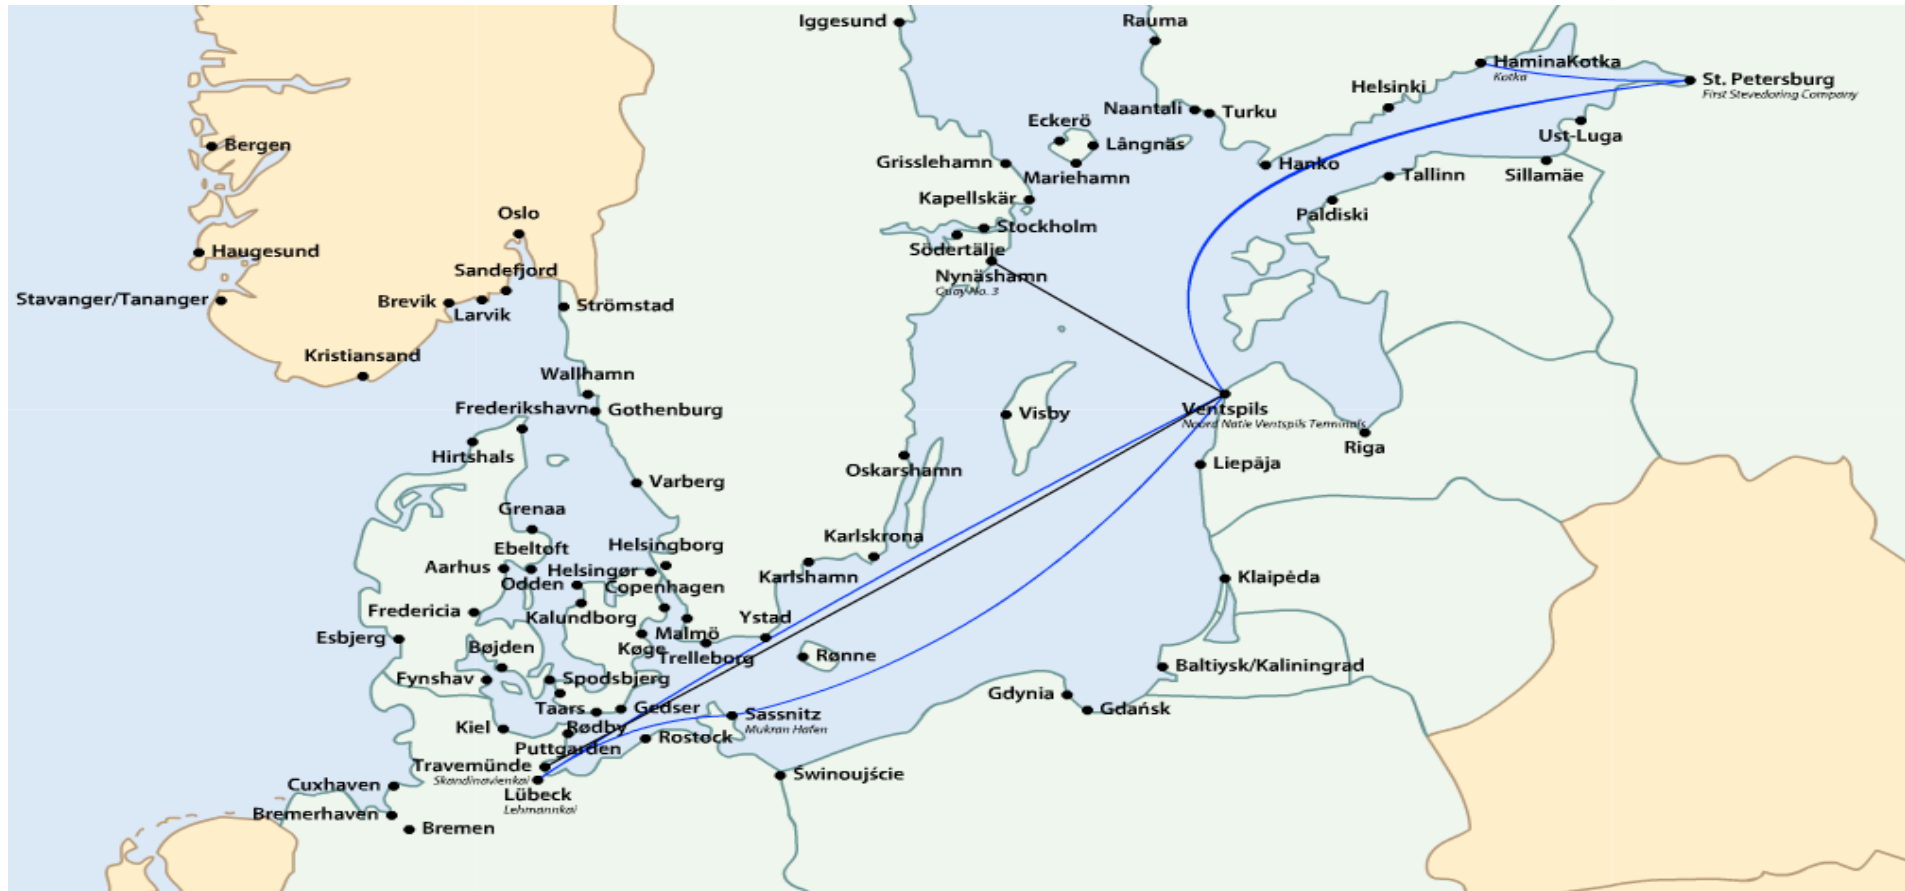 Iggesund
Rauma
HaminaKotka
Kotka
St. Petersburg
First Stevedoring Company
Helsinki
Naantali
Turku
Eckerö
Långnäs
Ust-Luga
Bergen
Grisslehamn
Mariehamn
Hanko
Tallinn
Sillamäe
Kapellskär
Paldiski
Oslo
Stockholm
Södertälje
Haugesund
Sandefjord
Nynäshamn
Quay No. 3
Stavanger/Tananger
Brevik
Larvik
Strömstad
Kristiansand
Wallhamn
Frederikshavn
Gothenburg
Visby
Ventspils
Noord Natie Ventspils Terminals
Riga
Hirtshals
Oskarshamn
Liepāja
Varberg
Grenaa
Karlskrona
Ebeltoft
Helsingborg
Aarhus
Helsingør
Karlshamn
Klaipėda
Odden
Copenhagen
Fredericia
Kalundborg
Ystad
Esbjerg
Malmö
Bøjden
Køge
Trelleborg
Rønne
Baltiysk/Kaliningrad
Fynshav
Spodsbjerg
Gdynia
Taars
Gedser
Sassnitz
Mukran Hafen
Gdańsk
Kiel
Rødby
Rostock
Puttgarden
Travemünde
Skandinavienkai
Świnoujście
Cuxhaven
Lübeck
Lehmannkai
Bremerhaven
Bremen